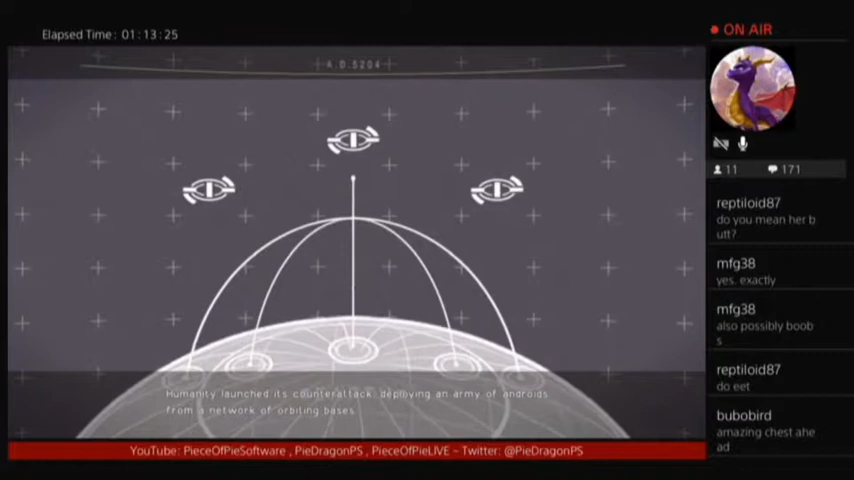 Elapsed Time: 01:13:25
ON AIR
A.D.5204
11
171
reptiloid87
do you mean her b
utt?
mfg38
yes. exactly
mfg38
also possibly boob
s
reptiloid87
do eet
bubobird
amazing chest ahe
ad
Humanity launched its counterattack, deploying an army of androids
from a network of orbiting bases.
YouTube: PieceOfPieSoftware , PieDragonPS , PieceOfPieLIVE ~ Twitter: @PieDragonPS